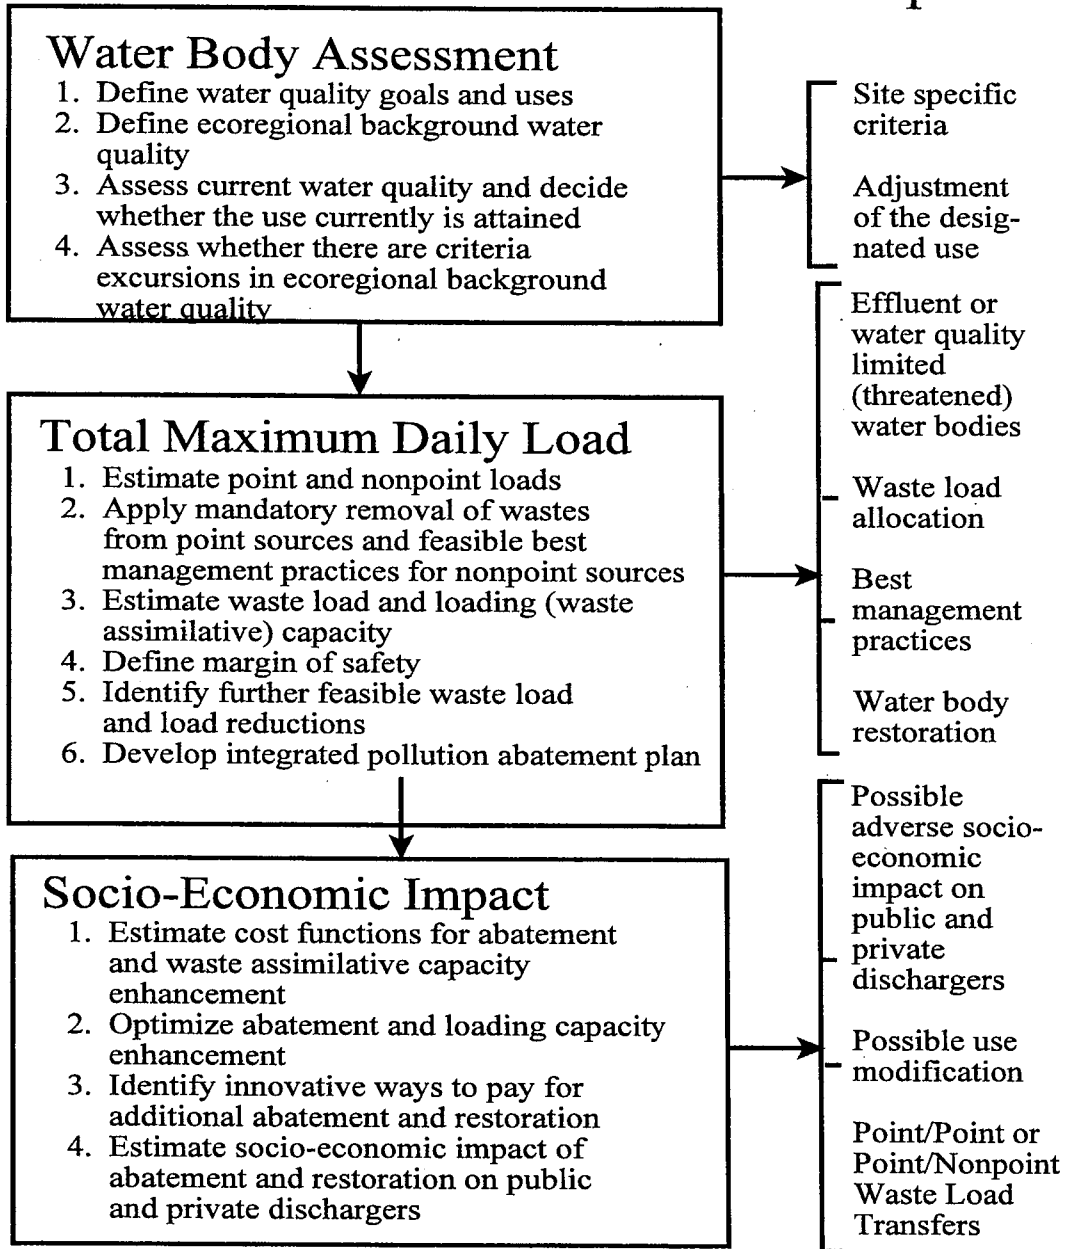 Water Body Assessment
1. Define water quality goals and uses
2. Define ecoregional background water
quality
3. Assess current water quality and decide
whether the use currently is attained
4. Assess whether there are criteria
excursions in ecoregional background
water quality
Site specific
criteria
Adjustment
of the desig-
nated use
Total Maximum Daily Load
1. Estimate point and nonpoint loads
2. Apply mandatory removal of wastes
from point sources and feasible best
management practices for nonpoint sources
3. Estimate waste load and loading (waste
assimilative) capacity
4. Define margin of safety
5. Identify further feasible waste load
and load reductions
6. Develop integrated pollution abatement plan
Effluent or
water quality
limited
(threatened)
water bodies
Waste load
allocation
Best
management
practices
Water body
restoration
Socio-Economic Impact
1. Estimate cost functions for abatement
and waste assimilative capacity
enhancement
2. Optimize abatement and loading capacity
enhancement
3. Identify innovative ways to pay for
additional abatement and restoration
4. Estimate socio-economic impact of
abatement and restoration on public
and private dischargers
Possible
adverse socio-
economic
impact on
public and
private
dischargers
Possible use
modification
Point/Point or
Point/Nonpoint
Waste Load
Transfers